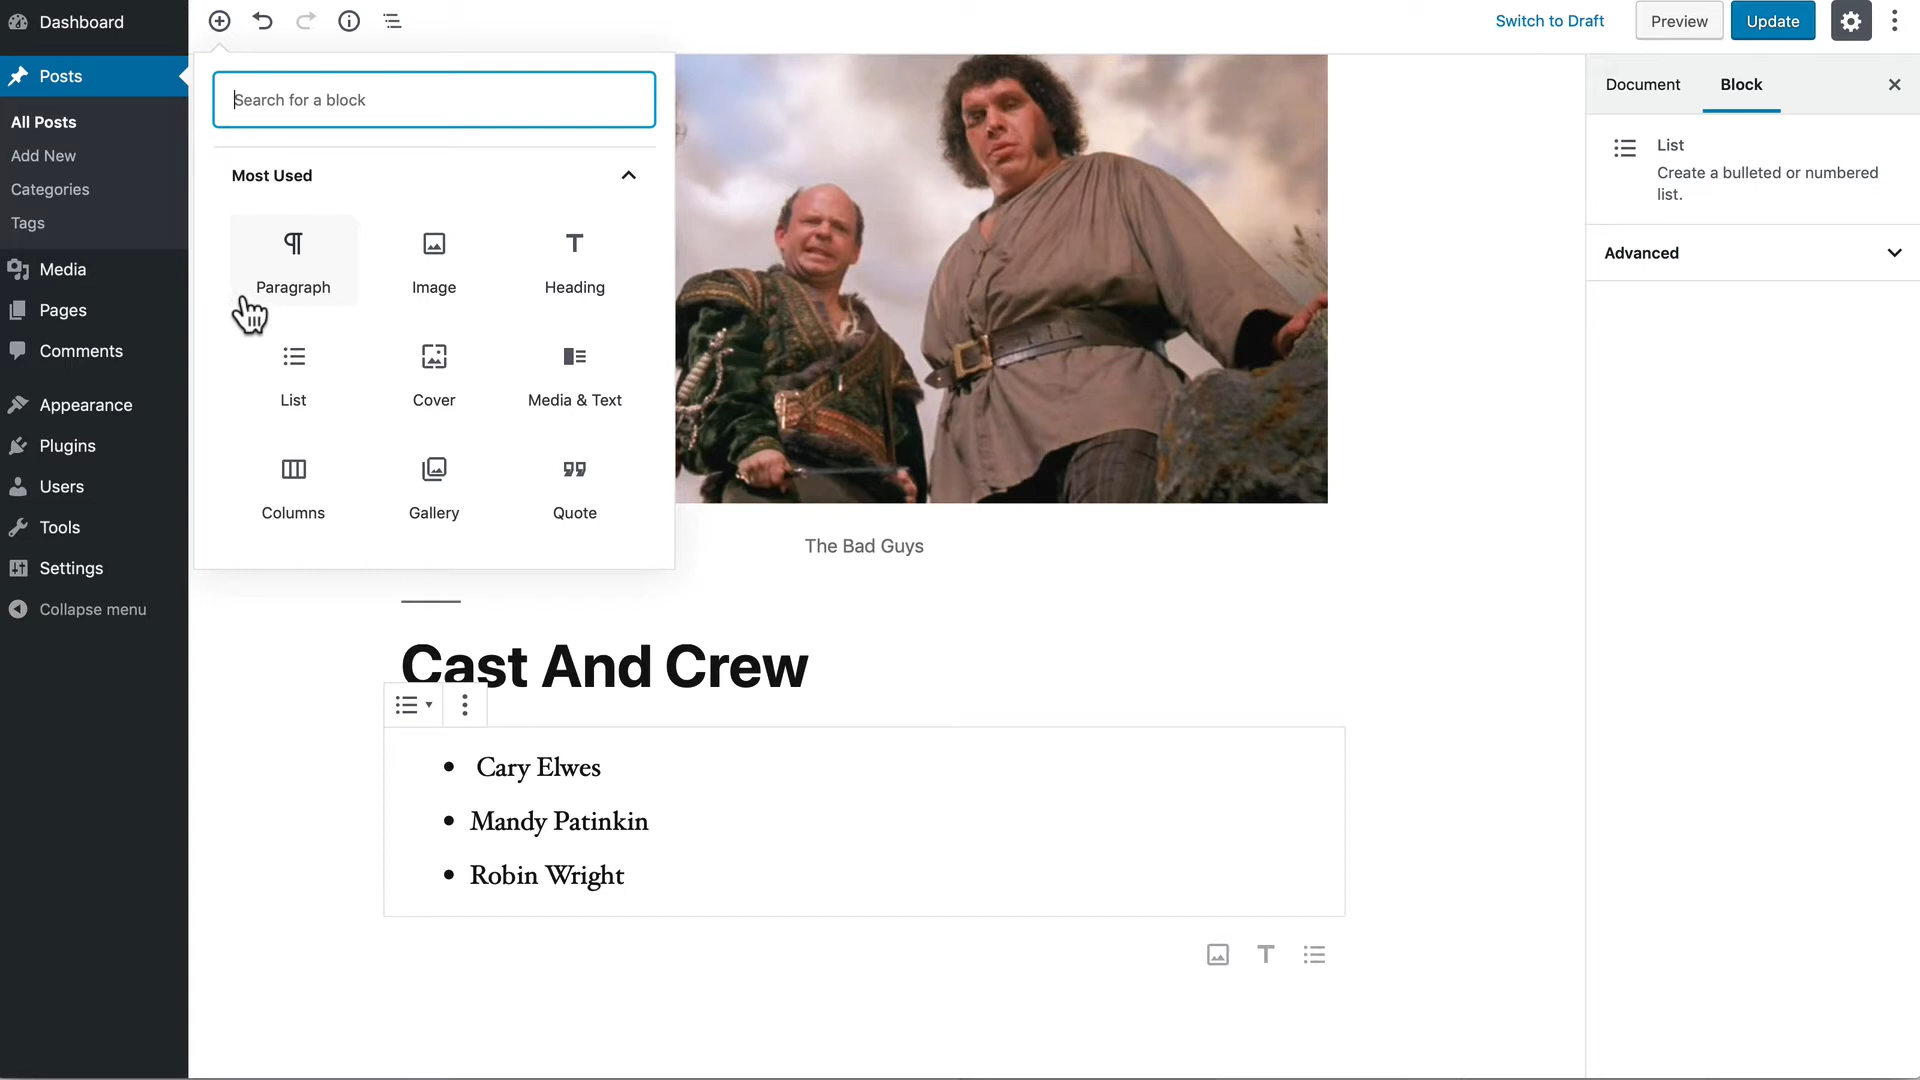 Dashboard
Switch to Draft
Preview
Update
Posts
All Posts
Add New
Categories
Tags
Media
Pages
Comments
Appearance
Plugins
Users
Tools
Settings
Collapse menu
Search for a block
Most Used
Paragraph
Image
Heading
List
Cover
Media & Text
Columns
Gallery
Quote
The Bad Guys
Cast And Crew
Cary Elwes
Mandy Patinkin
Robin Wright
Document
Block
List
Create a bulleted or numbered
list.
Advanced